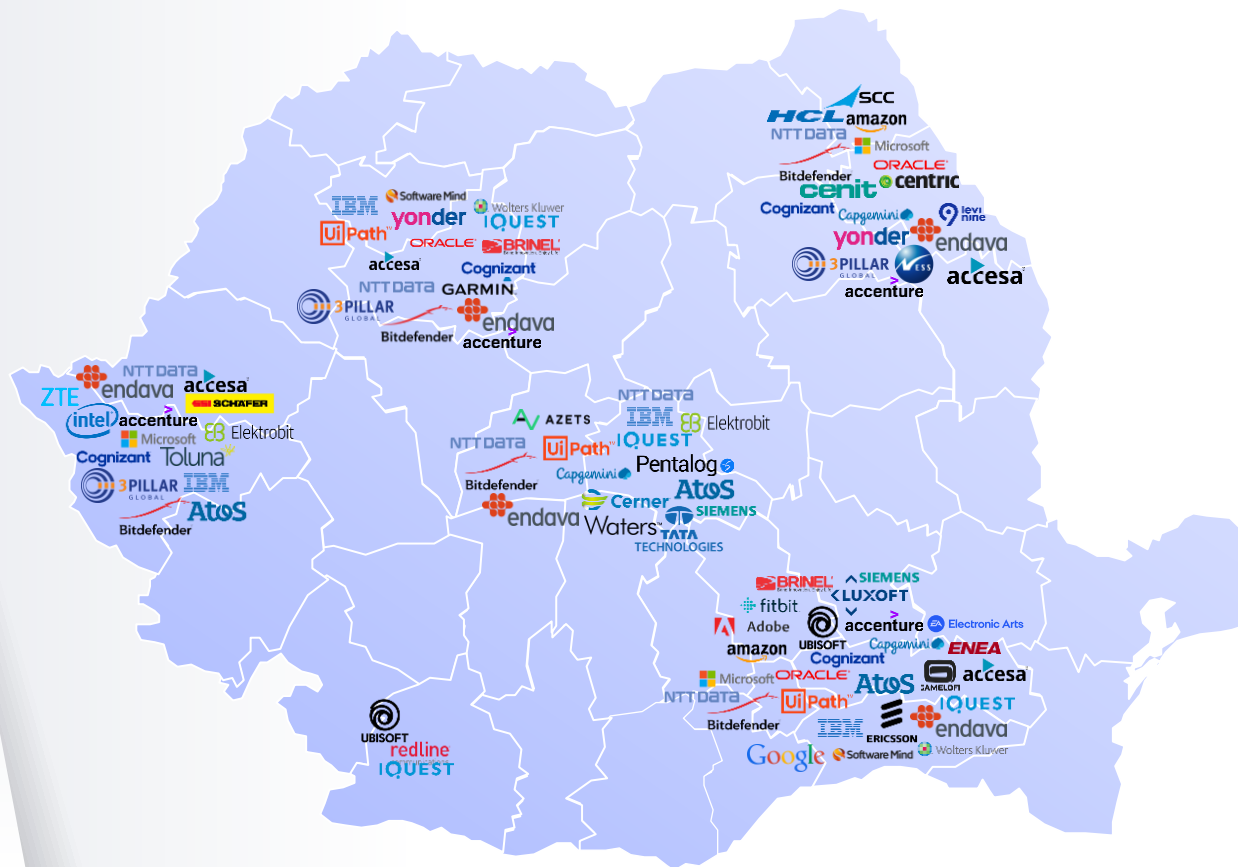 SCC
HCL amazon
NTT DATA
Microsoft
ORACLE
Bitdefender
cenit centric
Cognizant Capgemini levi nine
yonder endava
3PILLAR GLOBAL NESS accesa
accenture
IBM Software Mind Wolters Kluwer
yonder IQUEST
UiPath ORACLE BRINEL
accesa Cognizant
NTT DATA GARMIN
3PILLAR GLOBAL
Bitdefender endava
accenture
NTT DATA
ZTE endava accesa
SSI SCHÄFER
intel accenture
Microsoft EB Elektrobit
Cognizant Toluna
3PILLAR GLOBAL IBM
Bitdefender AtoS
NTT DATA
AZETS IBM EB Elektrobit
NTT DATA UiPath IQUEST
Bitdefender Capgemini Pentalog
Cerner AtoS
endava Waters SIEMENS
TATA
TECHNOLOGIES
BRINEL SIEMENS
fitbit LUXOFT
Adobe UBISOFT accenture EA Electronic Arts
amazon Cognizant Capgemini ENEA
Microsoft ORACLE AtoS GAMELOFT accesa
NTT DATA UiPath IQUEST
Bitdefender IBM ERICSSON endava
Google Software Mind Wolters Kluwer
UBISOFT
redline
IQUEST